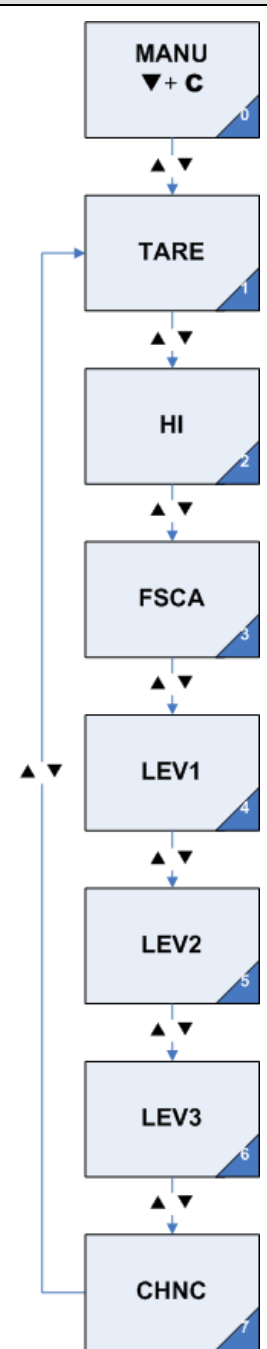 MANU
▼+ C
0
▲ ▼
TARE
1
▲ ▼
HI
2
▲ ▼
FSCA
3
▲ ▼
LEV1
4
▲ ▼
▲ ▼
LEV2
5
▲ ▼
LEV3
6
▲ ▼
CHNC
7